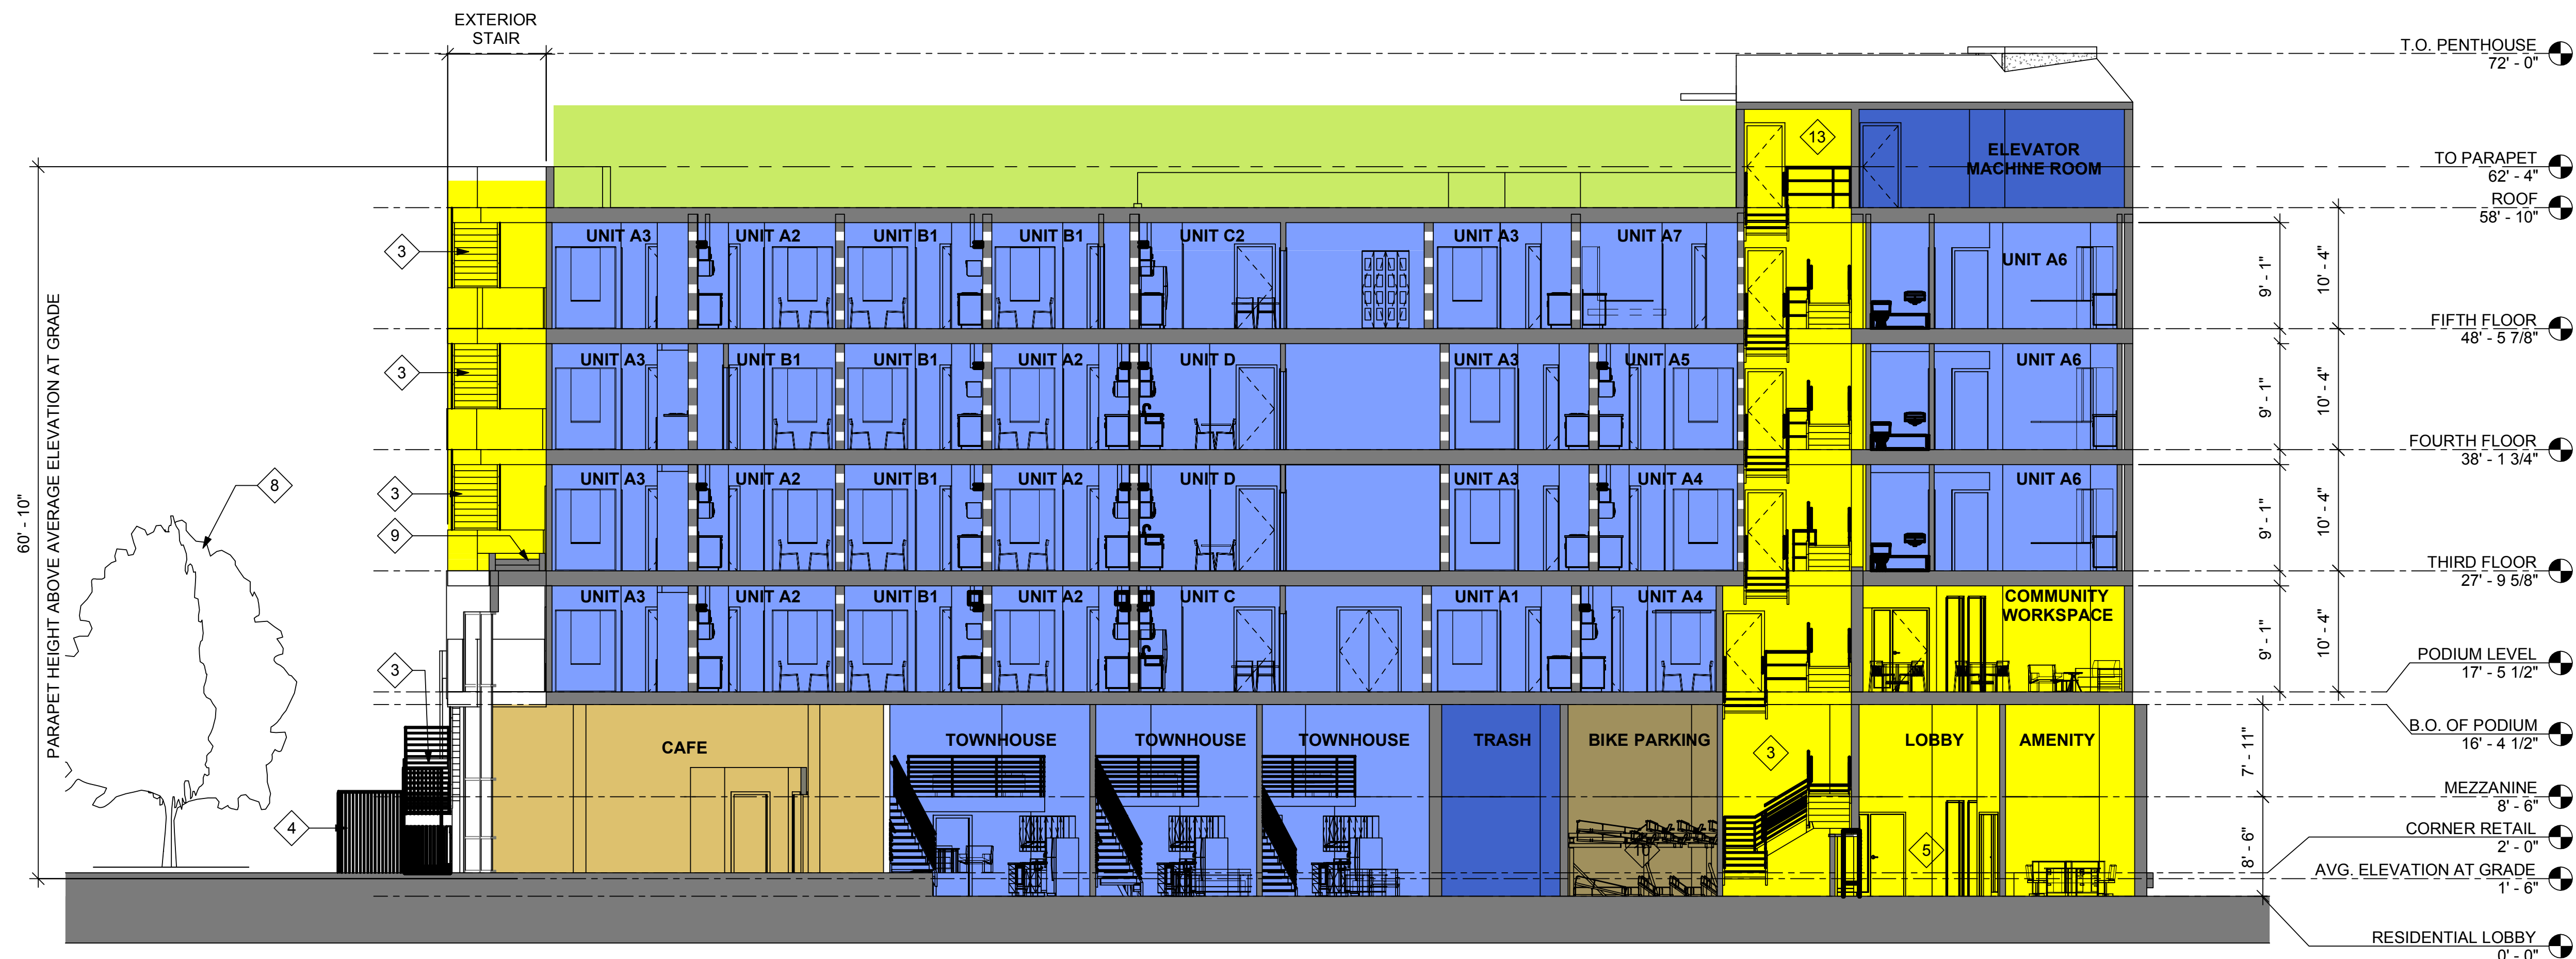 EXTERIOR
STAIR
T.O. PENTHOUSE
72' - 0"
13
ELEVATOR
MACHINE ROOM
TO PARAPET
62' - 4"
ROOF
58' - 10"
UNIT A3
UNIT A2
UNIT B1
UNIT B1
UNIT C2
UNIT A3
UNIT A7
UNIT A6
3
9' - 1"
10' - 4"
FIFTH FLOOR
48' - 5 7/8"
UNIT A3
UNIT B1
UNIT B1
UNIT A2
UNIT D
UNIT A3
UNIT A5
UNIT A6
3
9' - 1"
10' - 4"
FOURTH FLOOR
38' - 1 3/4"
UNIT A3
UNIT A2
UNIT B1
UNIT A2
UNIT D
UNIT A3
UNIT A4
UNIT A6
3
8
9
9' - 1"
10' - 4"
THIRD FLOOR
27' - 9 5/8"
60' - 10"
PARAPET HEIGHT ABOVE AVERAGE ELEVATION AT GRADE
UNIT A3
UNIT A2
UNIT B1
UNIT A2
UNIT C
UNIT A1
UNIT A4
COMMUNITY
WORKSPACE
3
9' - 1"
10' - 4"
PODIUM LEVEL
17' - 5 1/2"
B.O. OF PODIUM
16' - 4 1/2"
CAFE
TOWNHOUSE
TOWNHOUSE
TOWNHOUSE
TRASH
BIKE PARKING
3
LOBBY
AMENITY
7' - 11"
MEZZANINE
8' - 6"
4
10
5
8' - 6"
CORNER RETAIL
2' - 0"
AVG. ELEVATION AT GRADE
1' - 6"
RESIDENTIAL LOBBY
0' - 0"